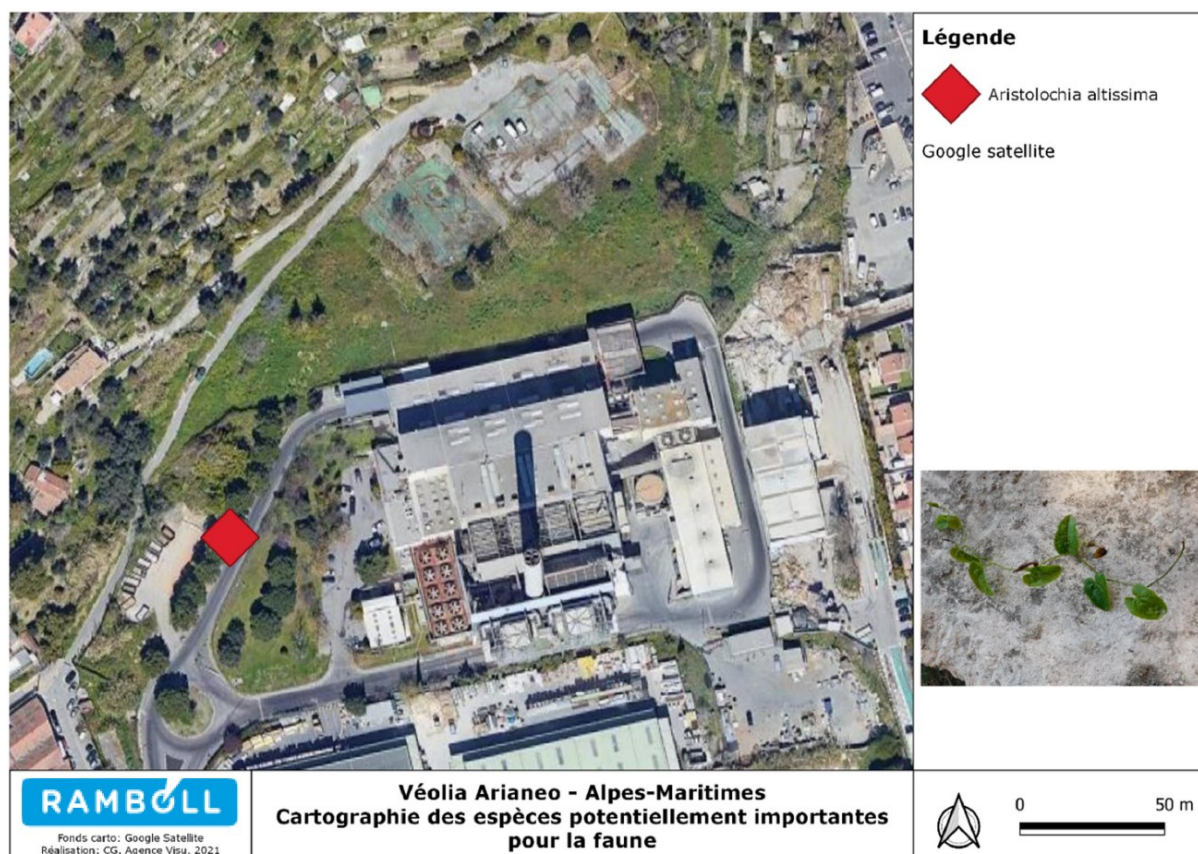 Légende
Aristolochia altissima
Google satellite
RAMBOLL
Fonds carto: Google Satellite
Réalisation: CG, Agence Visu, 2021
Véolia Arianeo - Alpes-Maritimes
Cartographie des espèces potentiellement importantes
pour la faune
0 50 m